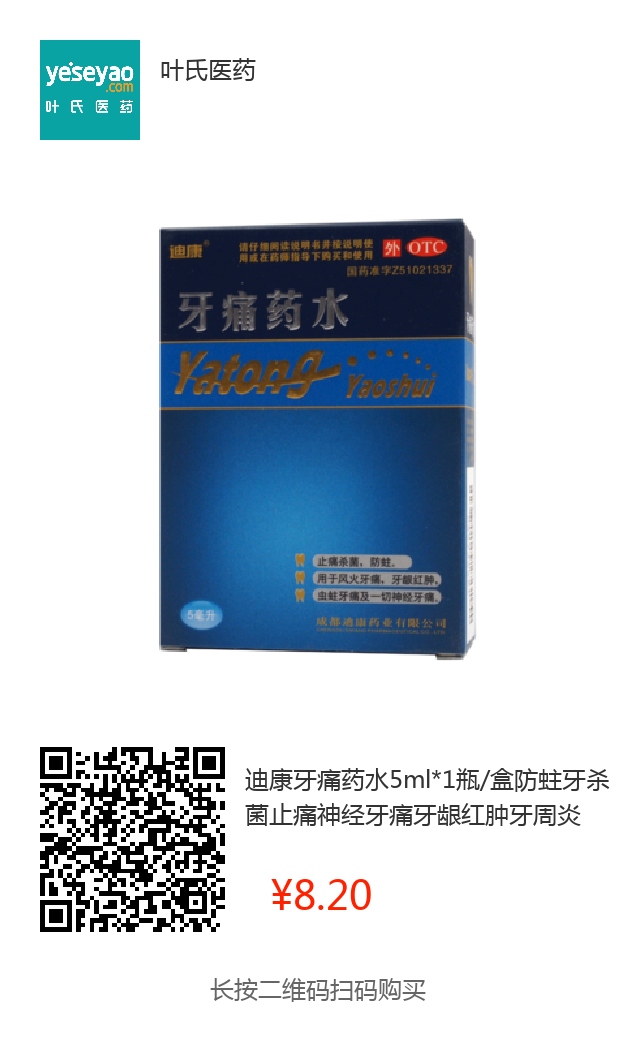 yeseyao
.com
叶氏医药
叶氏医药
迪康®
请仔细阅读说明书并按说明使
用或在药师指导下购买和使用
外 OTC
国药准字Z51021337
牙痛药水
Yatong
Yaoshui
止痛杀菌，防蛀。
用于风火牙痛，牙龈红肿。
虫蛀牙痛及一切神经牙痛。
5毫升
成都迪康药业有限公司
迪康牙痛药水5ml*1瓶/盒防蛀牙杀
菌止痛神经牙痛牙龈红肿牙周炎
¥8.20
长按二维码扫码购买